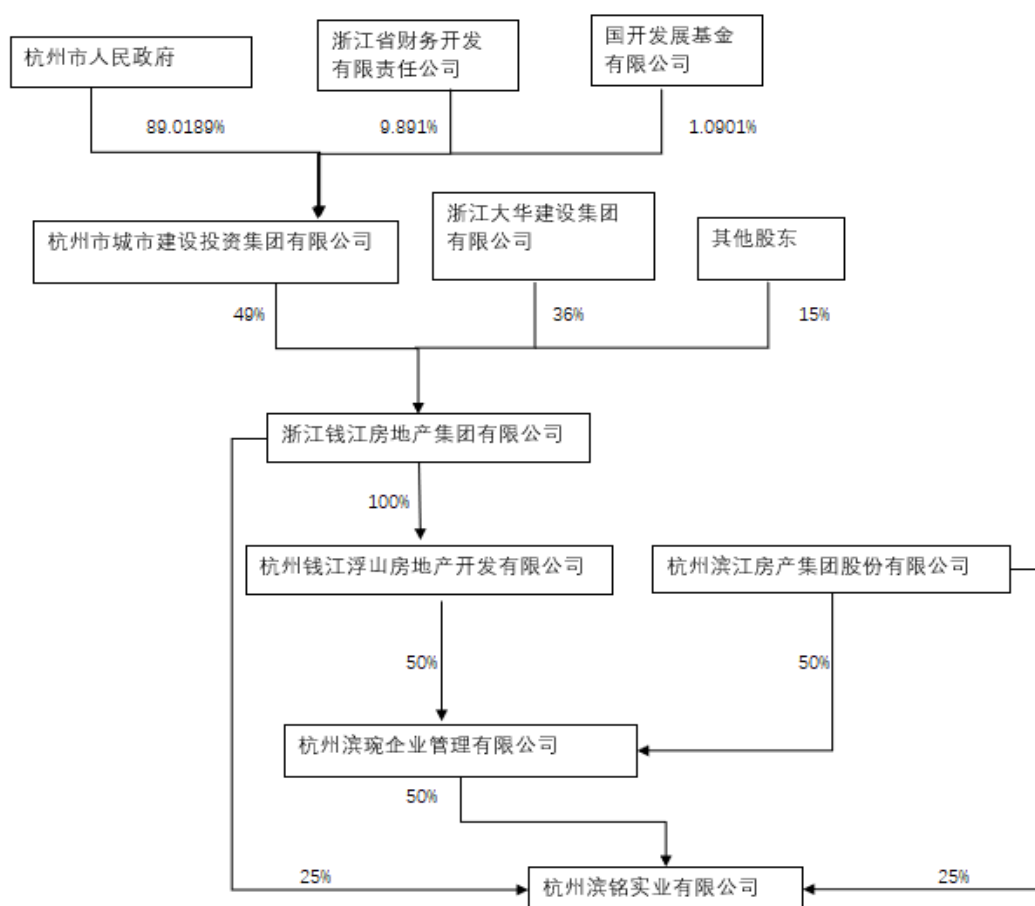 杭州市人民政府
浙江省财务开发
有限责任公司
国开发展基金
有限公司
89.0189%
9.891%
1.0901%
杭州市城市建设投资集团有限公司
浙江大华建设集团
有限公司
其他股东
49%
36%
15%
浙江钱江房地产集团有限公司
100%
杭州钱江浮山房地产开发有限公司
杭州滨江房产集团股份有限公司
50%
50%
杭州滨琬企业管理有限公司
50%
25%
杭州滨铭实业有限公司
25%